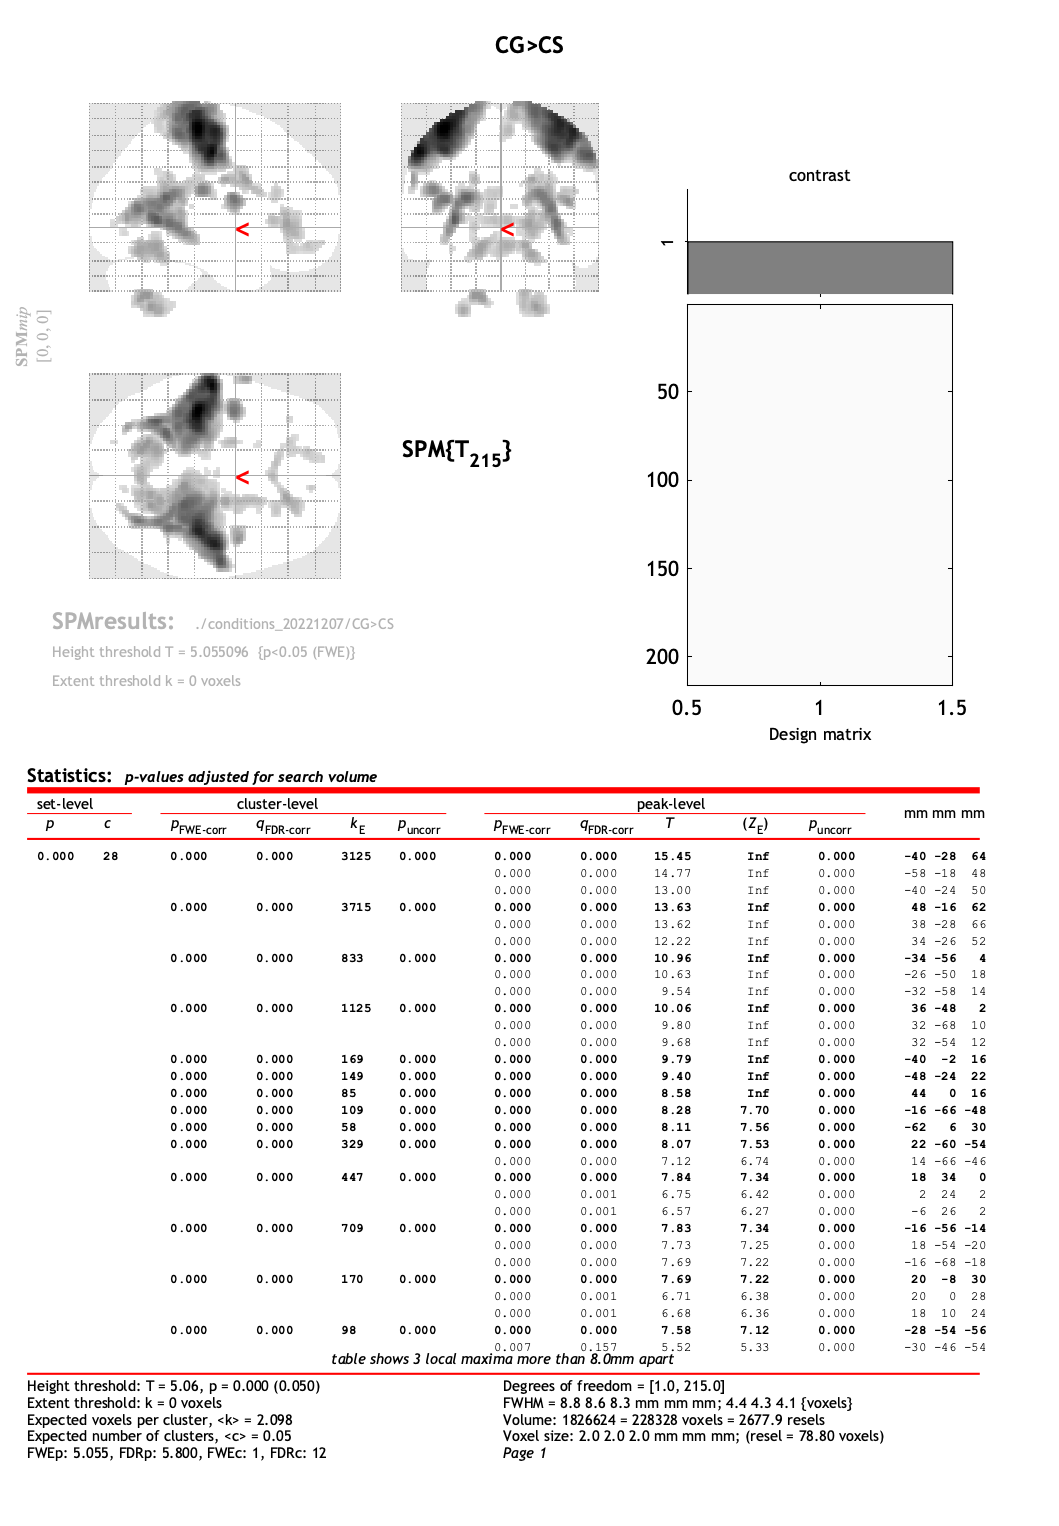 CG>CS
contrast
1
<
<
SPMmip
[0, 0, 0]
<
SPM{T215}
50
100
150
200
0.5 1 1.5
Design matrix
SPMresults: ./conditions_20221207/CG>CS
Height threshold T = 5.055096 {p<0.05 (FWE)}
Extent threshold k = 0 voxels
Statistics: p-values adjusted for search volume
set-level cluster-level peak-level mm mm mm
p c pFWE-corr qFDR-corr kE puncorr pFWE-corr qFDR-corr T (ZE) puncorr
0.000 28 0.000 0.000 3125 0.000 0.000 0.000 15.45 Inf 0.000 -40 -28 64
0.000 0.000 14.77 Inf 0.000 -58 -18 48
0.000 0.000 13.00 Inf 0.000 -40 -24 50
0.000 0.000 3715 0.000 0.000 0.000 13.63 Inf 0.000 48 -16 62
0.000 0.000 13.62 Inf 0.000 38 -28 66
0.000 0.000 12.22 Inf 0.000 34 -26 52
0.000 0.000 833 0.000 0.000 0.000 10.96 Inf 0.000 -34 -56 4
0.000 0.000 10.63 Inf 0.000 -26 -50 18
0.000 0.000 9.54 Inf 0.000 -32 -58 14
0.000 0.000 1125 0.000 0.000 0.000 10.06 Inf 0.000 36 -48 2
0.000 0.000 9.80 Inf 0.000 32 -68 10
0.000 0.000 9.68 Inf 0.000 32 -54 12
0.000 0.000 169 0.000 0.000 0.000 9.79 Inf 0.000 -40 -2 16
0.000 0.000 149 0.000 0.000 0.000 9.40 Inf 0.000 -48 -24 22
0.000 0.000 85 0.000 0.000 0.000 8.58 Inf 0.000 44 0 16
0.000 0.000 109 0.000 0.000 0.000 8.28 7.70 0.000 -16 -66 -48
0.000 0.000 58 0.000 0.000 0.000 8.11 7.56 0.000 -62 6 30
0.000 0.000 329 0.000 0.000 0.000 8.07 7.53 0.000 22 -60 -54
0.000 0.000 7.12 6.74 0.000 14 -66 -46
0.000 0.000 447 0.000 0.000 0.000 7.84 7.34 0.000 18 34 0
0.000 0.001 6.75 6.42 0.000 2 24 2
0.000 0.001 6.57 6.27 0.000 -6 26 2
0.000 0.000 709 0.000 0.000 0.000 7.83 7.34 0.000 -16 -56 -14
0.000 0.000 7.73 7.25 0.000 18 -54 -20
0.000 0.000 7.69 7.22 0.000 -16 -68 -18
0.000 0.000 170 0.000 0.000 0.000 7.69 7.22 0.000 20 -8 30
0.000 0.001 6.71 6.38 0.000 20 0 28
0.000 0.001 6.68 6.36 0.000 18 10 24
0.000 0.000 98 0.000 0.000 0.000 7.58 7.12 0.000 -28 -54 -56
0.007 0.157 5.52 5.33 0.000 -30 -46 -54
table shows 3 local maxima more than 8.0mm apart
Height threshold: T = 5.06, p = 0.000 (0.050)
Extent threshold: k = 0 voxels
Expected voxels per cluster, <k> = 2.098
Expected number of clusters, <c> = 0.05
FWEp: 5.055, FDRp: 5.800, FWEc: 1, FDRc: 12
Degrees of freedom = [1.0, 215.0]
FWHM = 8.8 8.6 8.3 mm mm mm; 4.4 4.3 4.1 {voxels}
Volume: 1826624 = 228328 voxels = 2677.9 resels
Voxel size: 2.0 2.0 2.0 mm mm mm; (resel = 78.80 voxels)
Page 1